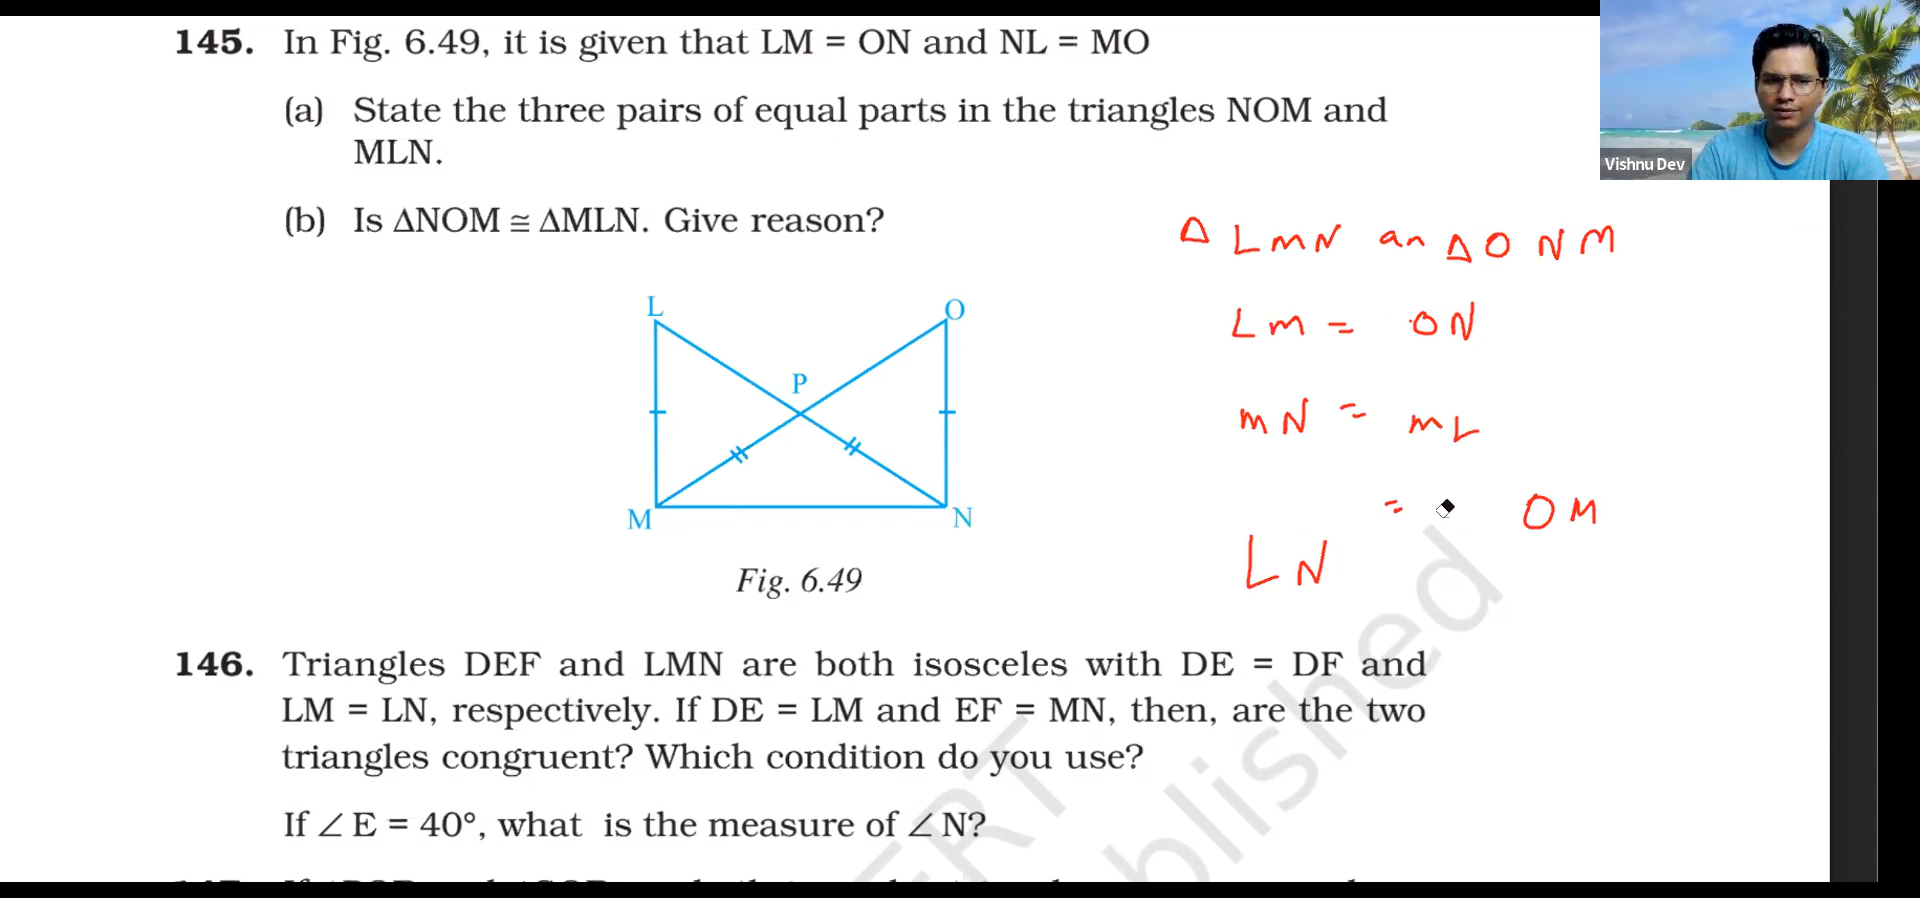 145. In Fig. 6.49, it is given that LM = ON and NL = MO
(a) State the three pairs of equal parts in the triangles NOM and
MLN.
(b) Is ΔNOM ≅ ΔMLN. Give reason?
Vishnu Dev
Δ LMN an Δ ONM
LM = ON
MN = ML
= OM
LN
L
O
P
M
N
Fig. 6.49
146. Triangles DEF and LMN are both isosceles with DE = DF and
LM = LN, respectively. If DE = LM and EF = MN, then, are the two
triangles congruent? Which condition do you use?
If ∠E = 40°, what is the measure of ∠N?
blished